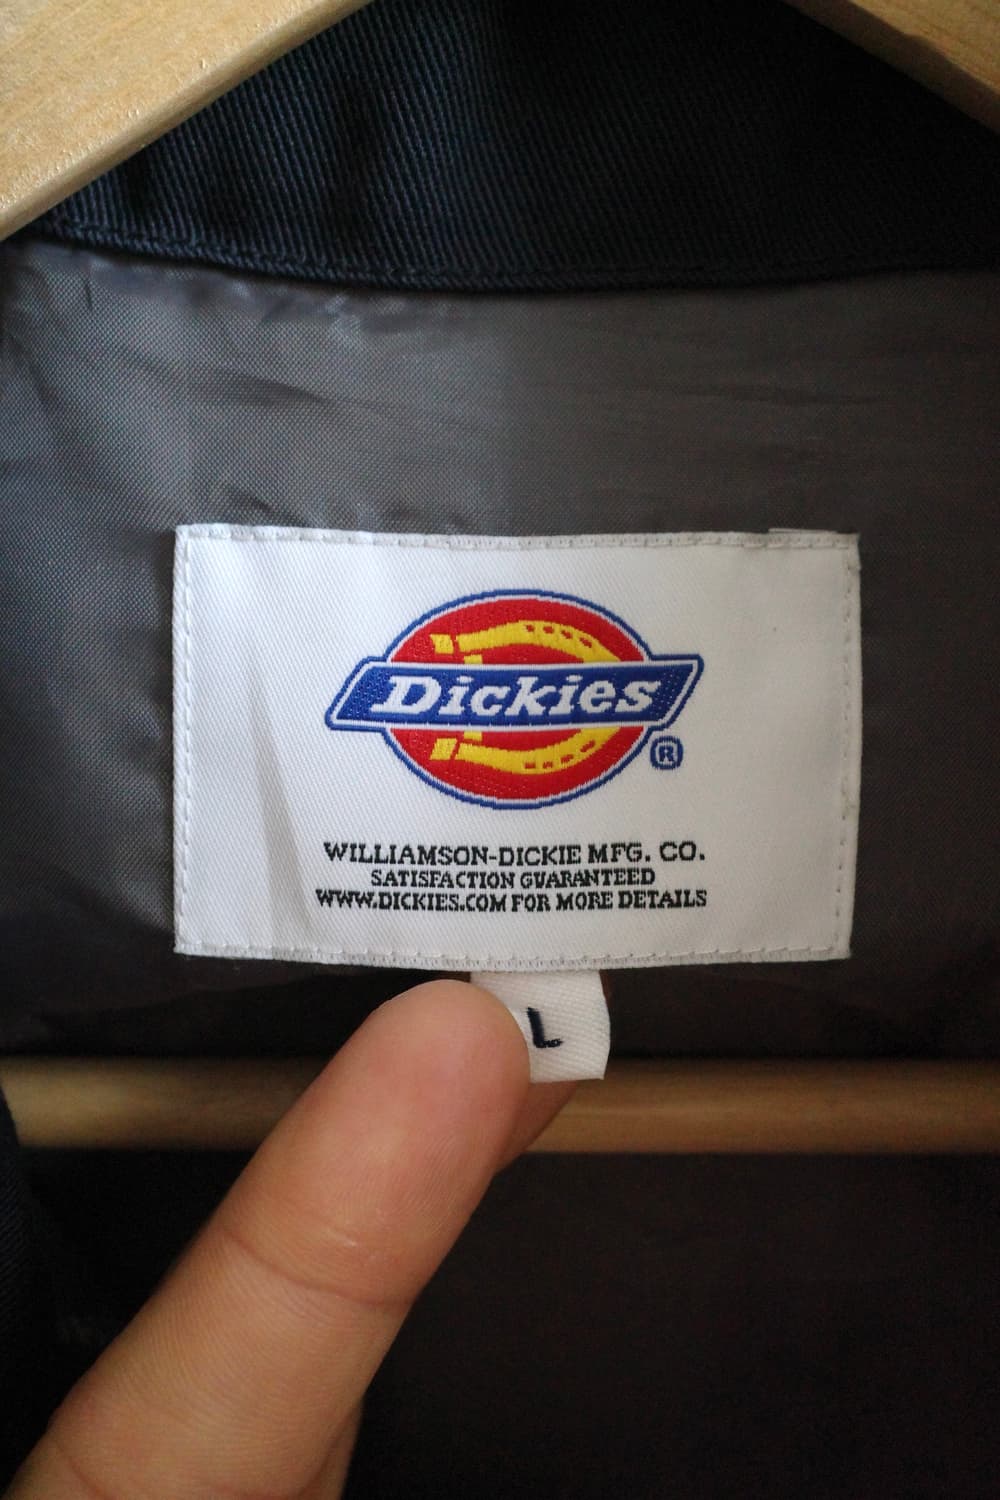 Dickies
®
WILLIAMSON-DICKIE MFG. CO.
SATISFACTION GUARANTEED
WWW.DICKIES.COM FOR MORE DETAILS
L